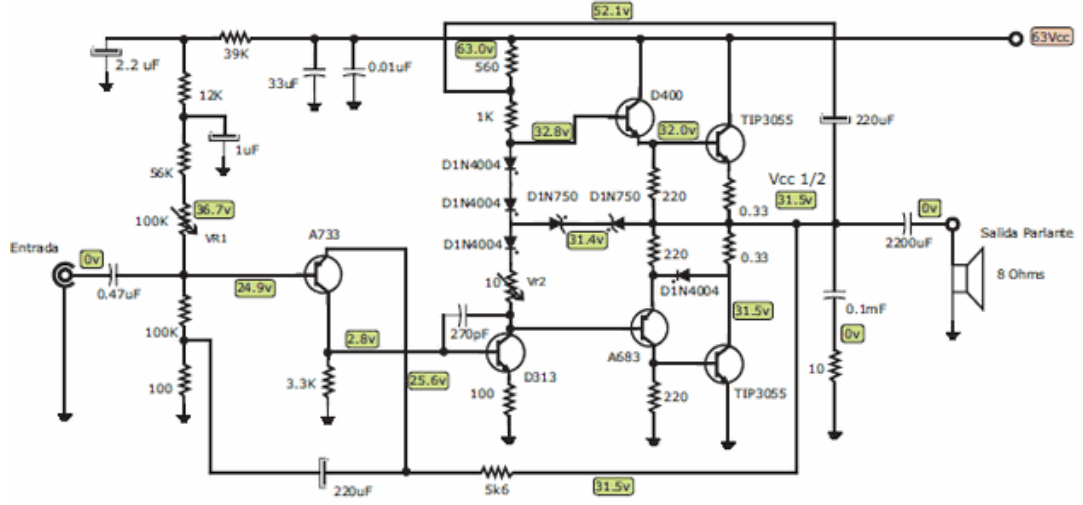 52.1v
63Vcc
63.0v
39K
560
2.2 uF
33uF
0.01uF
12K
D400
1K
TIP3055
32.8v
32.0v
220uF
1uF
56K
D1N4004
Vcc 1/2
D1N750
D1N750
220
31.5v
36.7v
D1N4004
0.33
0v
100K
VR1
A733
31.4v
2200uF
Entrada
D1N4004
Salida Parlante
0v
220
0.33
8 Ohms
24.9v
10
Vr2
D1N4004
0.47uF
0.1mF
31.5v
270pF
100K
2.8v
0v
A683
25.6v
D313
10
3.3K
100
TIP3055
100
220
220uF
5k6
31.5v